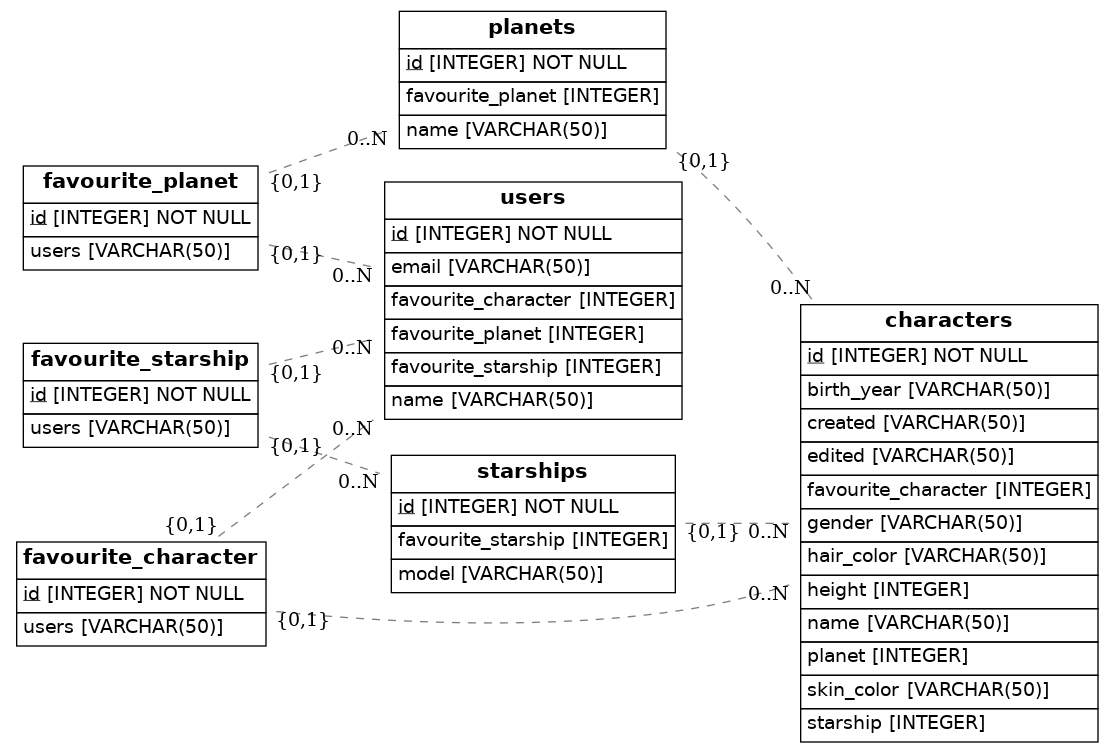 planets
id [INTEGER] NOT NULL
favourite_planet [INTEGER]
name [VARCHAR(50)]
0..N
{0,1}
{0,1}
favourite_planet
id [INTEGER] NOT NULL
users [VARCHAR(50)]
{0,1}
0..N
users
id [INTEGER] NOT NULL
email [VARCHAR(50)]
favourite_character [INTEGER]
favourite_planet [INTEGER]
favourite_starship [INTEGER]
name [VARCHAR(50)]
0..N
0..N
favourite_starship
id [INTEGER] NOT NULL
users [VARCHAR(50)]
{0,1}
{0,1}
0..N
starships
id [INTEGER] NOT NULL
favourite_starship [INTEGER]
model [VARCHAR(50)]
{0,1}
0..N
{0,1}
favourite_character
id [INTEGER] NOT NULL
users [VARCHAR(50)]
{0,1}
0..N
0..N
characters
id [INTEGER] NOT NULL
birth_year [VARCHAR(50)]
created [VARCHAR(50)]
edited [VARCHAR(50)]
favourite_character [INTEGER]
gender [VARCHAR(50)]
hair_color [VARCHAR(50)]
height [INTEGER]
name [VARCHAR(50)]
planet [INTEGER]
skin_color [VARCHAR(50)]
starship [INTEGER]